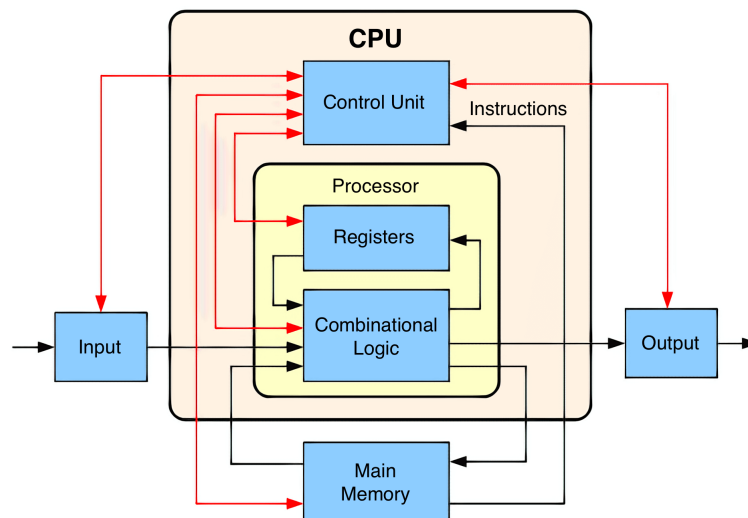 CPU
Control Unit
Instructions
Processor
Registers
Combinational
Logic
Input
Output
Main
Memory